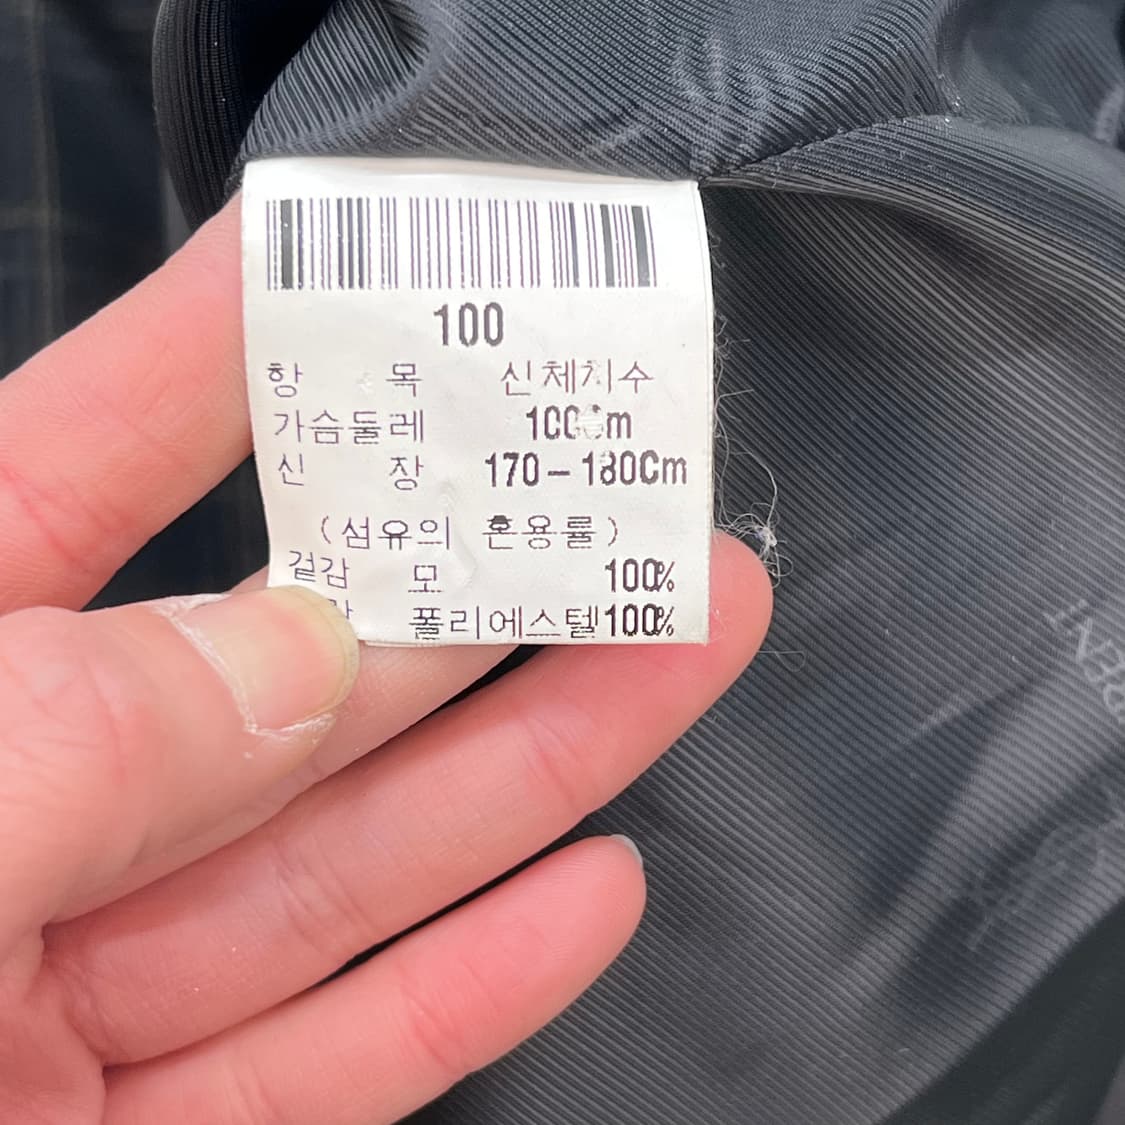 100
항 목 신체치수
가슴둘레 100Cm
신 장 170-180Cm
(섬유의 혼용률)
겉감 모 100%
폴리에스텔100%